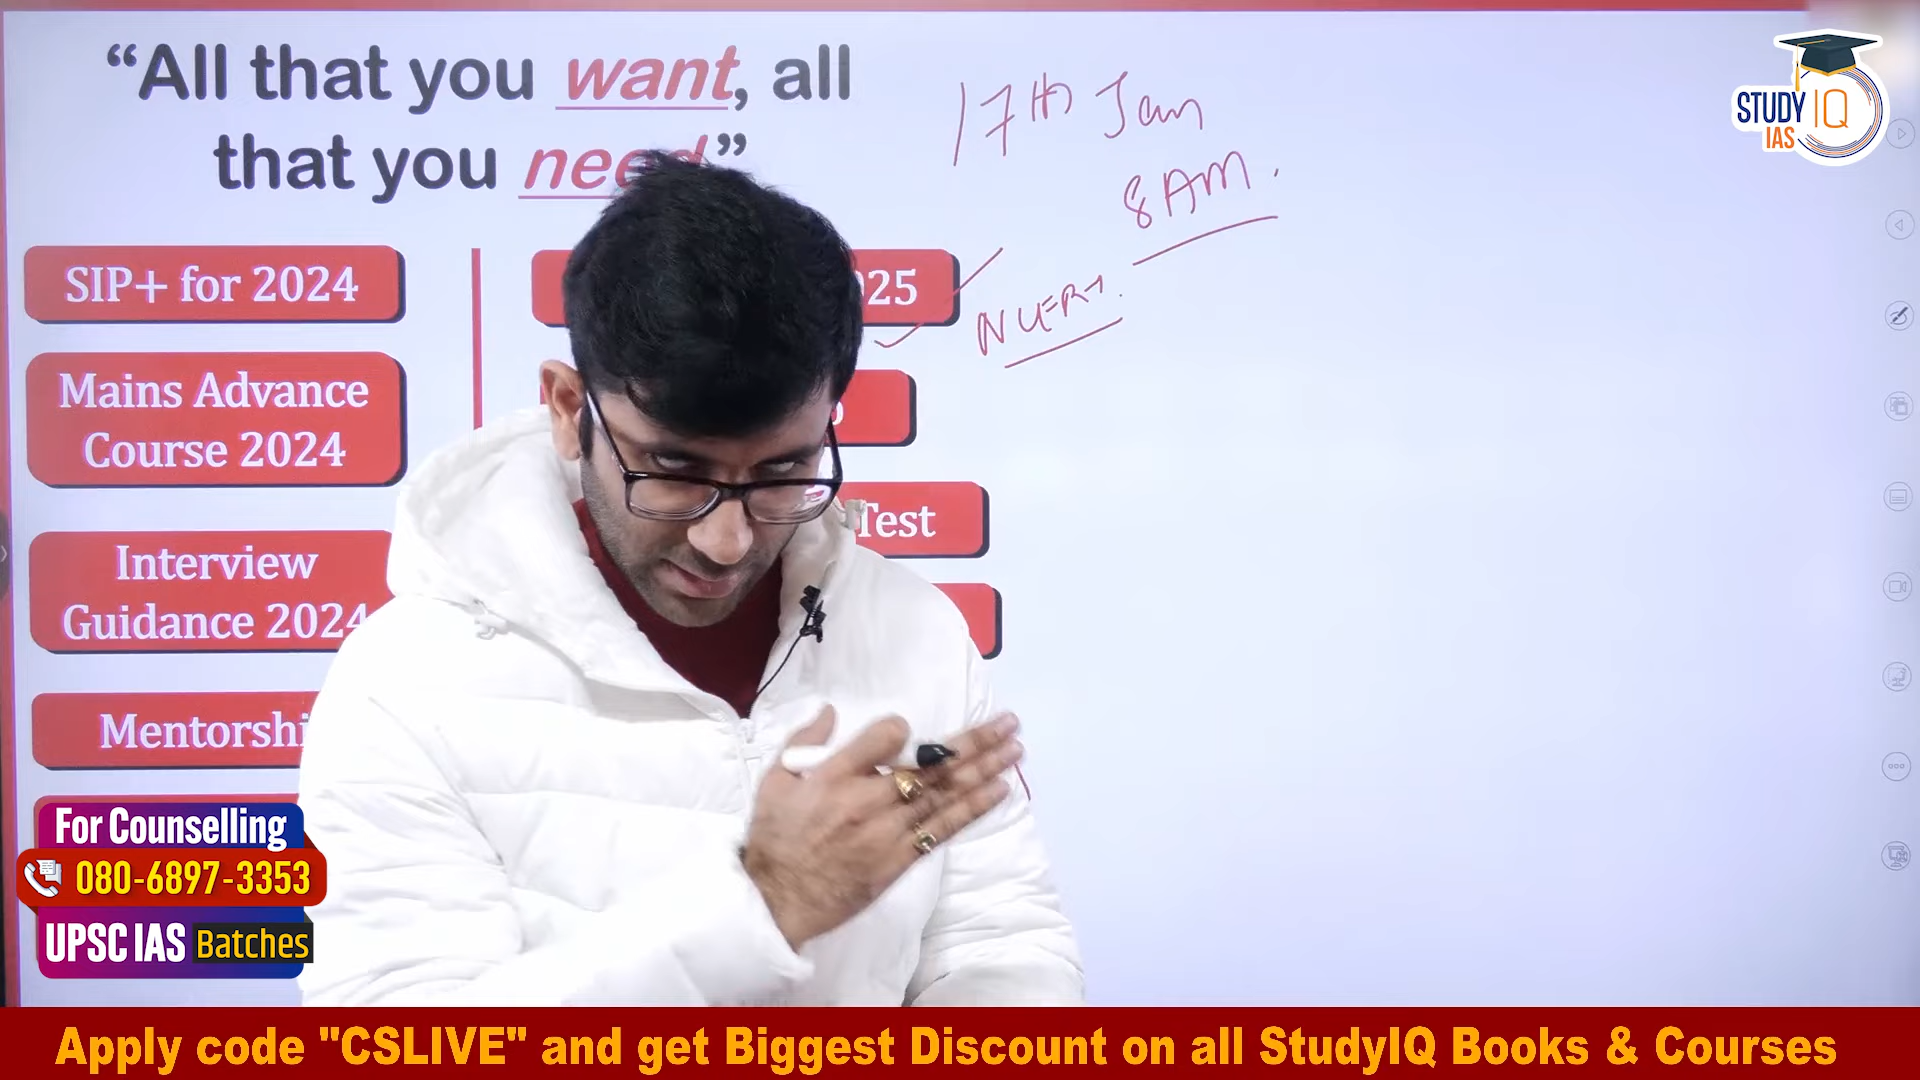 “All that you want, all
that you need”
17th Jan
8AM.
STUDY IQ
IAS
SIP+ for 2024
25
NCERT.
Mains Advance
Course 2024
Test
Interview
Guidance 2024
Mentorshi
For Counselling
080-6897-3353
UPSC IAS Batches
Apply code "CSLIVE" and get Biggest Discount on all StudyIQ Books & Courses